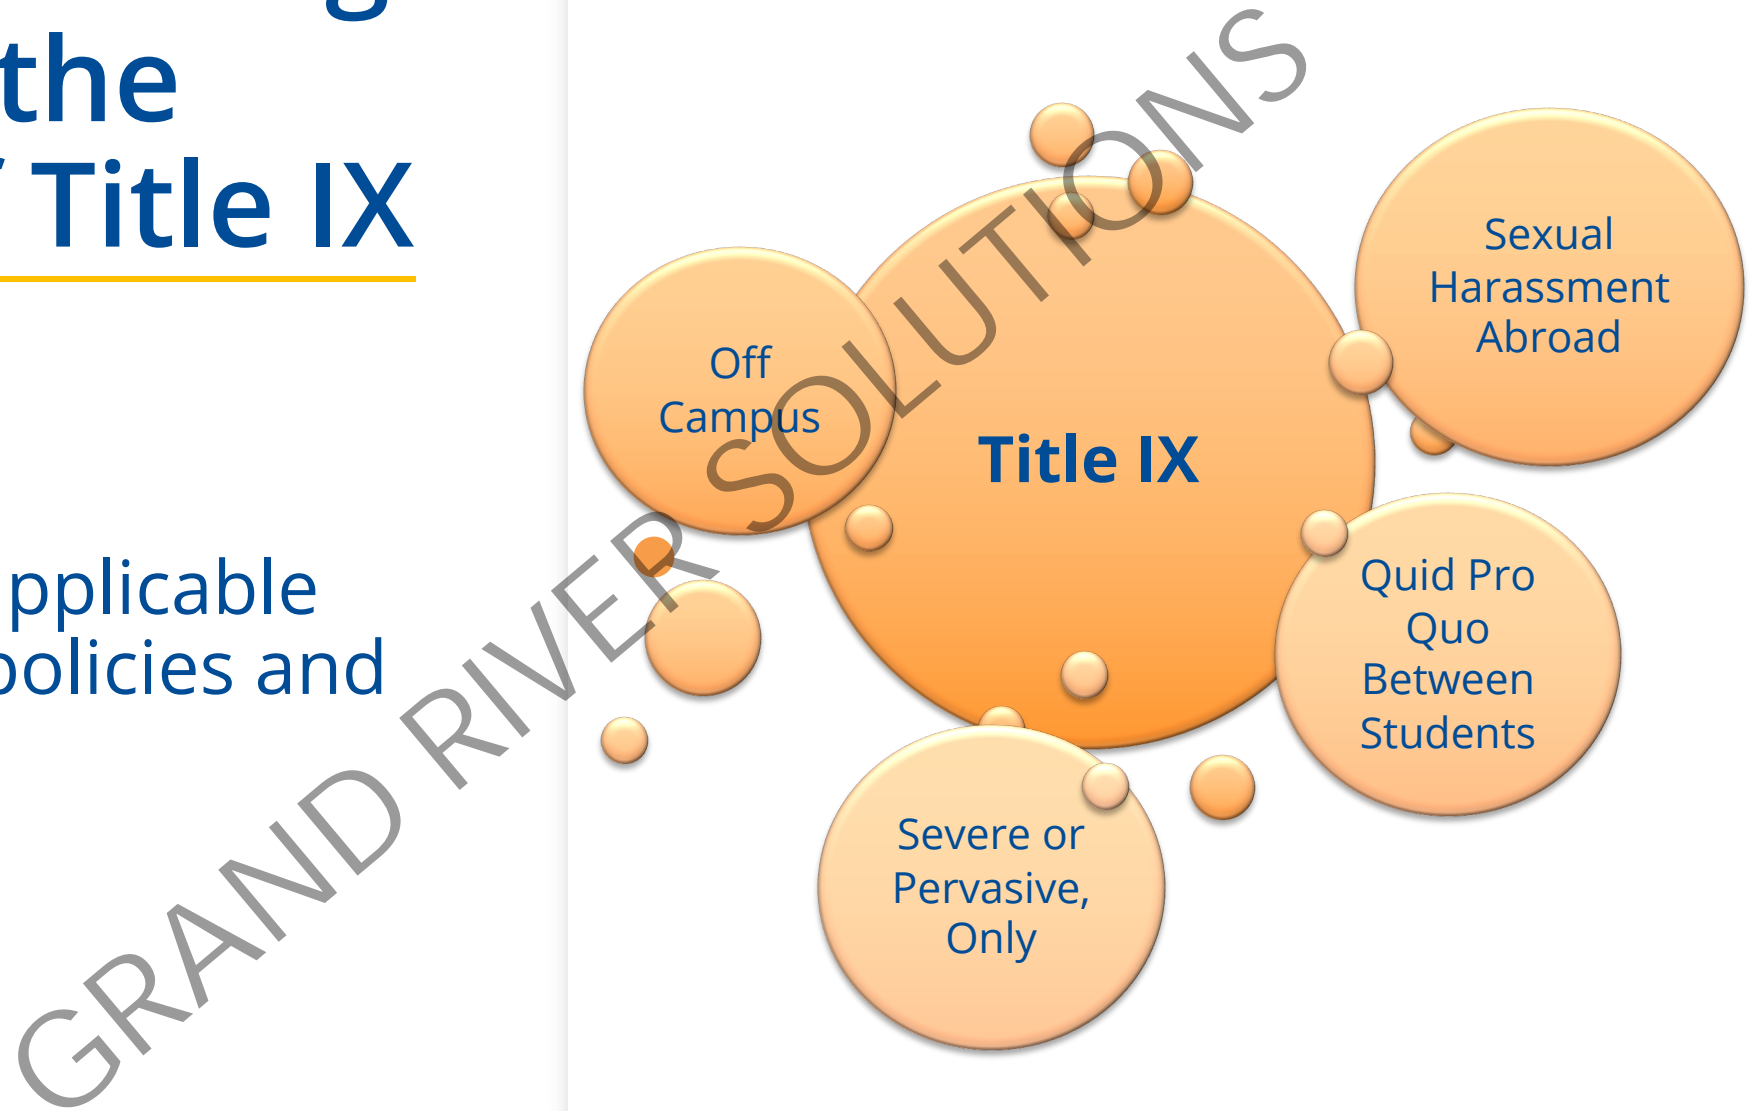 the
Title IX
pplicable
policies and
Off
Campus
Title IX
Sexual
Harassment
Abroad
Quid Pro
Quo
Between
Students
Severe or
Pervasive,
Only
GRAND RIVER SOLUTIONS